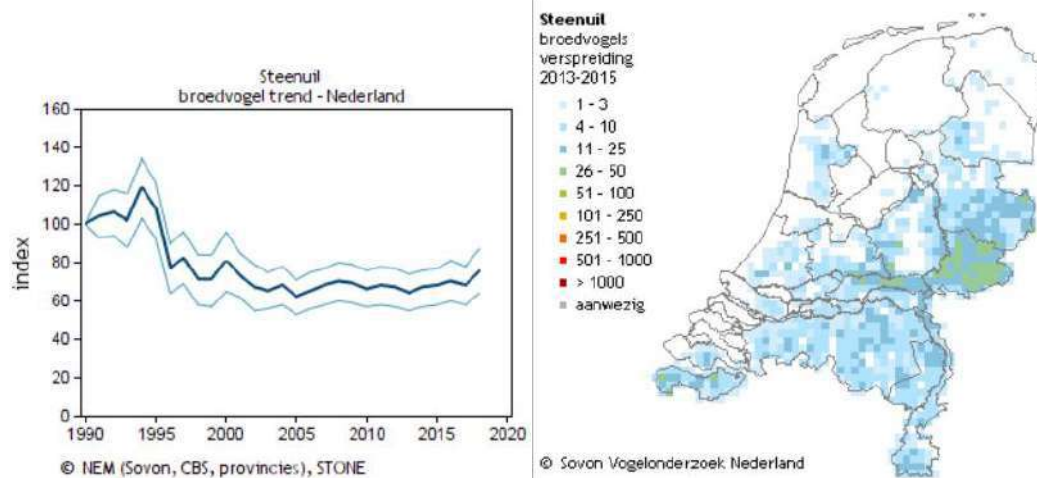 Steenuil
broedvogel trend - Nederland
160
140
120
100
80
60
40
20
0
index
1990
1995
2000
2005
2010
2015
2020
© NEM (Sovon, CBS, provincies), STONE
Steenuil
broedvogels
verspreiding
2013-2015
1 - 3
4 - 10
11 - 25
26 - 50
51 - 100
101 - 250
251 - 500
501 - 1000
> 1000
aanwezig
© Sovon Vogelonderzoek Nederland